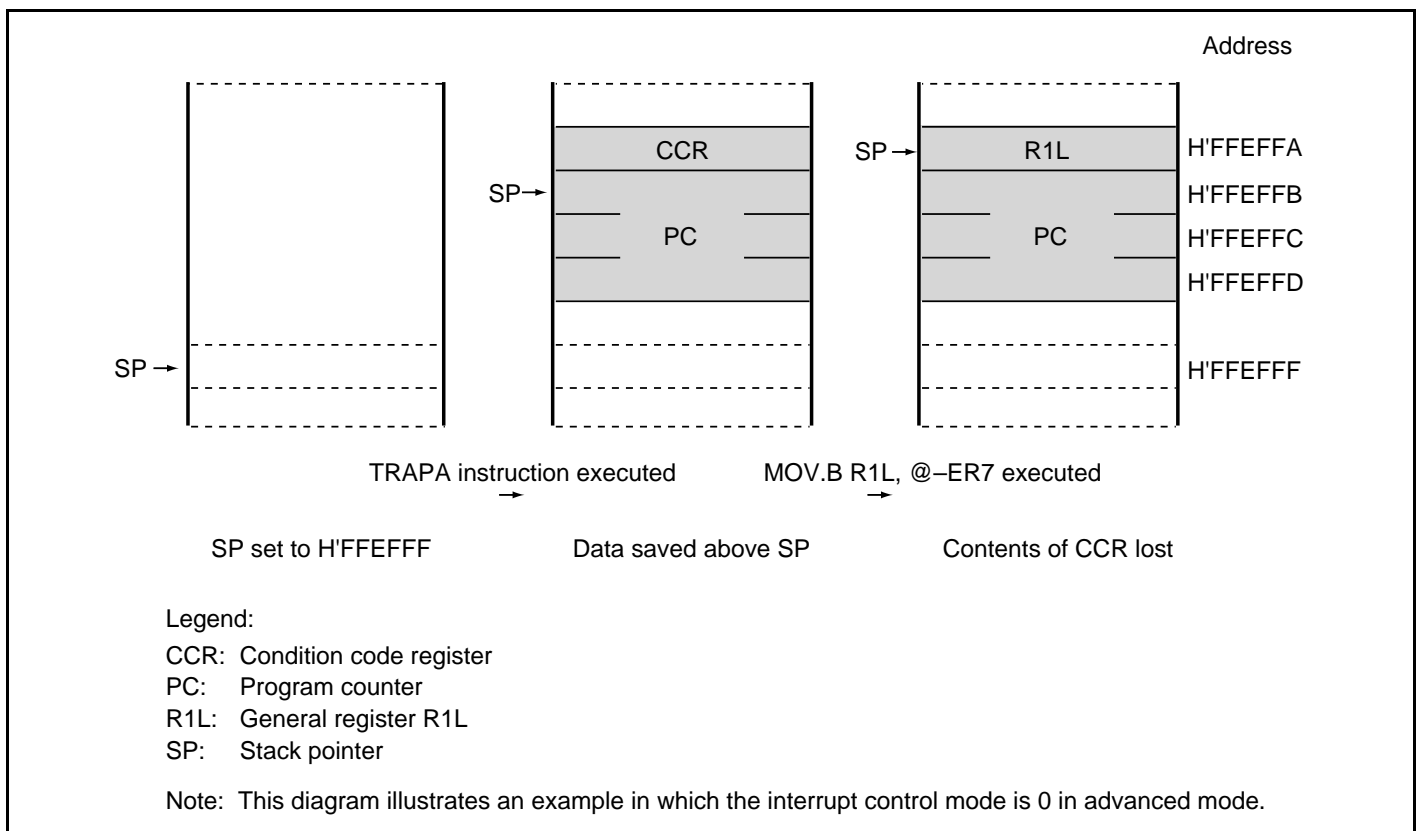 Address
CCR
SP
R1L
H'FFEFFA
SP
H'FFEFFB
PC
PC
H'FFEFFC
H'FFEFFD
SP
H'FFEFFF
TRAPA instruction executed
MOV.B R1L, @–ER7 executed
SP set to H'FFEFFF
Data saved above SP
Contents of CCR lost
Legend:
CCR: Condition code register
PC: Program counter
R1L: General register R1L
SP: Stack pointer
Note: This diagram illustrates an example in which the interrupt control mode is 0 in advanced mode.